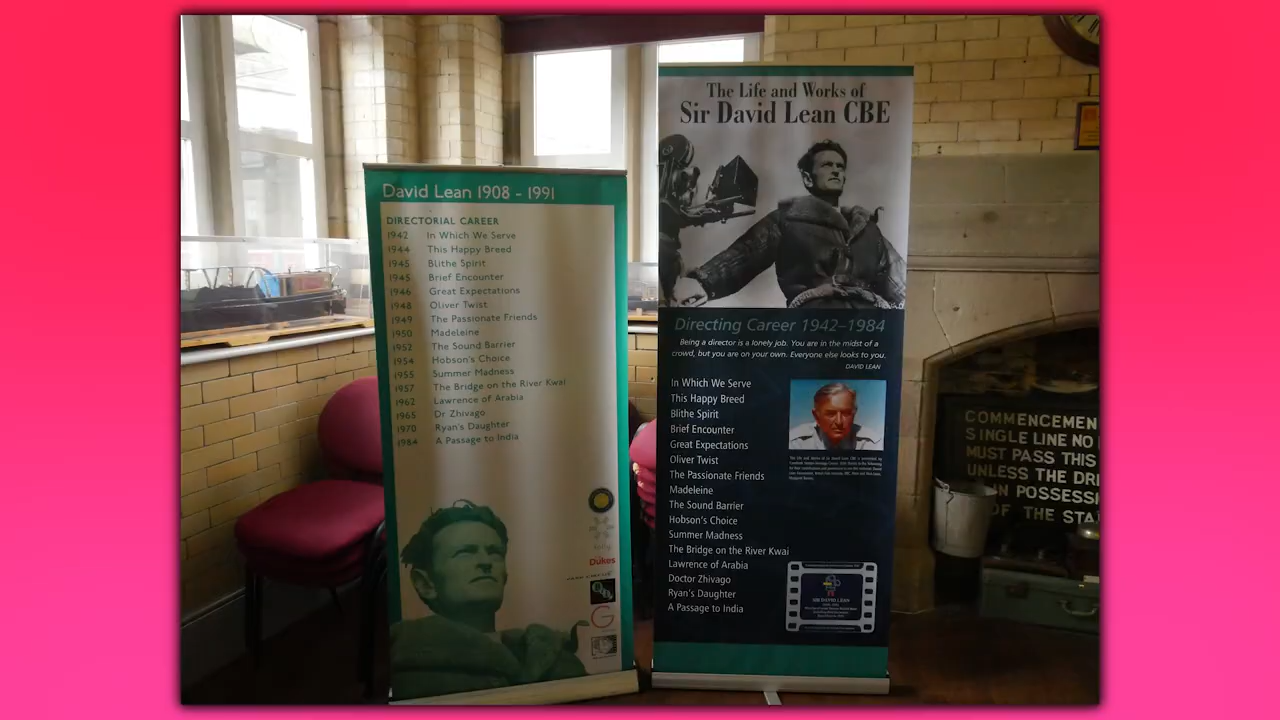 David Lean 1908 - 1991
DIRECTORIAL CAREER
1942 In Which We Serve
1944 This Happy Breed
1945 Blithe Spirit
1945 Brief Encounter
1946 Great Expectations
1948 Oliver Twist
1949 The Passionate Friends
1950 Madeleine
1952 The Sound Barrier
1954 Hobson's Choice
1955 Summer Madness
1957 The Bridge on the River Kwai
1962 Lawrence of Arabia
1965 Dr Zhivago
1970 Ryan's Daughter
1984 A Passage to India
Dukes
G
The Life and Works of
Sir David Lean CBE
Directing Career 1942–1984
Being a director is a lonely job. You are in the midst of a
crowd, but you are on your own. Everyone else looks to you.
DAVID LEAN
In Which We Serve
This Happy Breed
Blithe Spirit
Brief Encounter
Great Expectations
Oliver Twist
The Passionate Friends
Madeleine
The Sound Barrier
Hobson's Choice
Summer Madness
The Bridge on the River Kwai
Lawrence of Arabia
Doctor Zhivago
Ryan's Daughter
A Passage to India
SIR DAVID LEAN
COMMENCEMEN
SINGLE LINE NO
MUST PASS THIS
UNLESS THE DR
IN POSSESS
OF THE STA